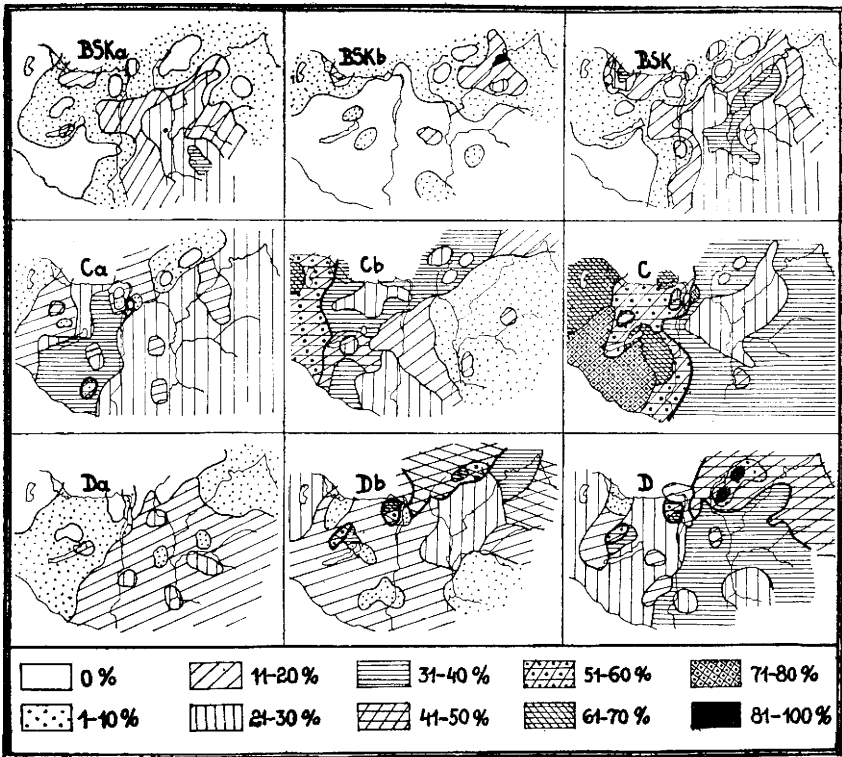 BSKa BSKb BSK
Ca Cb C
Da Db D
0% 11-20% 31-40% 51-60% 71-80%
1-10% 21-30% 41-50% 61-70% 81-100%